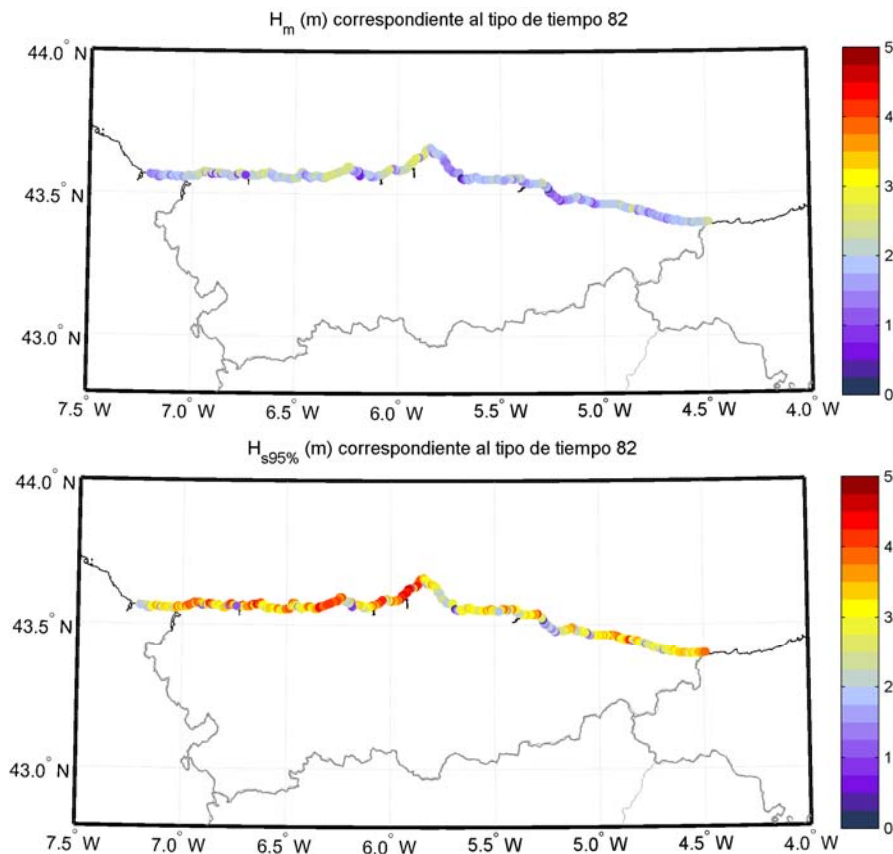 H_m (m) correspondiente al tipo de tiempo 82
44.0° N
43.5° N
43.0° N
7.5° W 7.0° W 6.5° W 6.0° W 5.5° W 5.0° W 4.5° W 4.0° W
5
4
3
2
1
0
H_s95% (m) correspondiente al tipo de tiempo 82
44.0° N
43.5° N
43.0° N
7.5° W 7.0° W 6.5° W 6.0° W 5.5° W 5.0° W 4.5° W 4.0° W
5
4
3
2
1
0